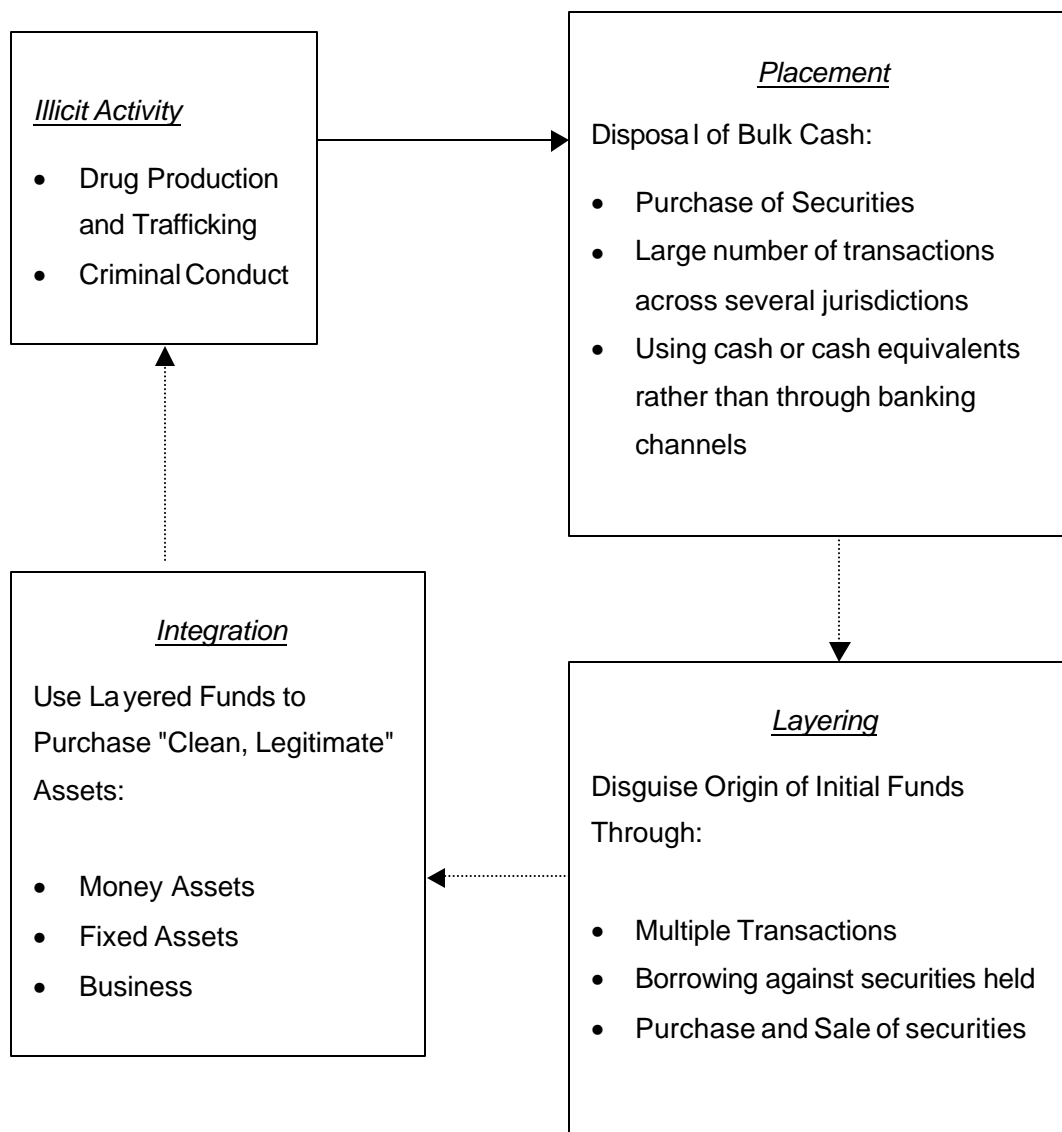 Illicit Activity
• Drug Production
and Trafficking
• Criminal Conduct
Placement
Disposal of Bulk Cash:
• Purchase of Securities
• Large number of transactions
across several jurisdictions
• Using cash or cash equivalents
rather than through banking
channels
Layering
Disguise Origin of Initial Funds
Through:
• Multiple Transactions
• Borrowing against securities held
• Purchase and Sale of securities
Integration
Use Layered Funds to
Purchase "Clean, Legitimate"
Assets:
• Money Assets
• Fixed Assets
• Business